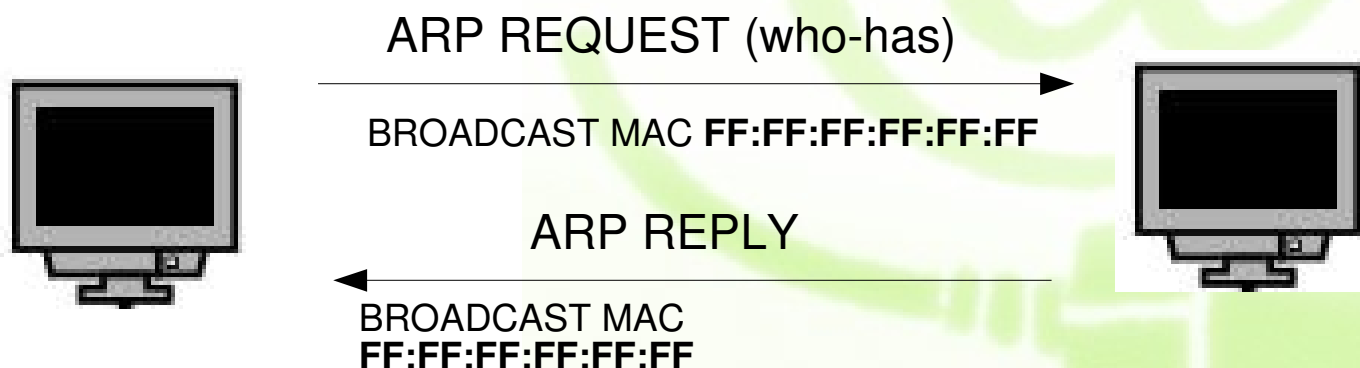 ARP REQUEST (who-has)
BROADCAST MAC FF:FF:FF:FF:FF:FF
ARP REPLY
BROADCAST MAC
FF:FF:FF:FF:FF:FF